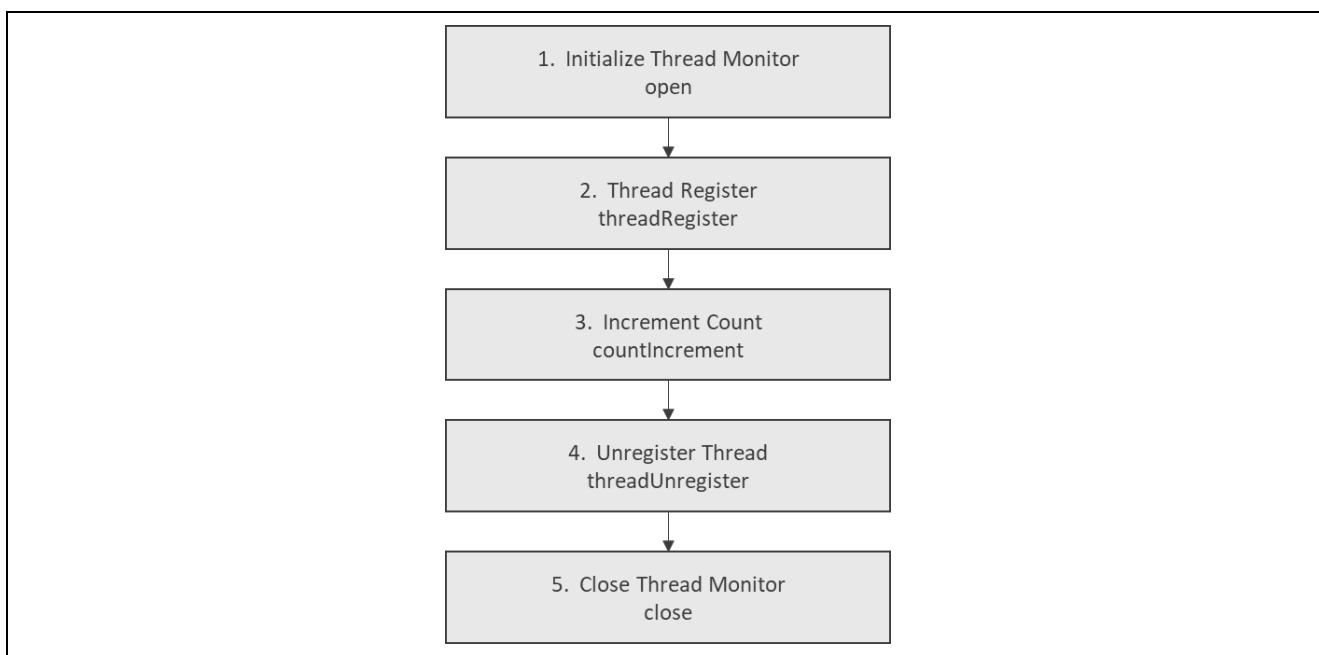 1. Initialize Thread Monitor
open
2. Thread Register
threadRegister
3. Increment Count
countIncrement
4. Unregister Thread
threadUnregister
5. Close Thread Monitor
close